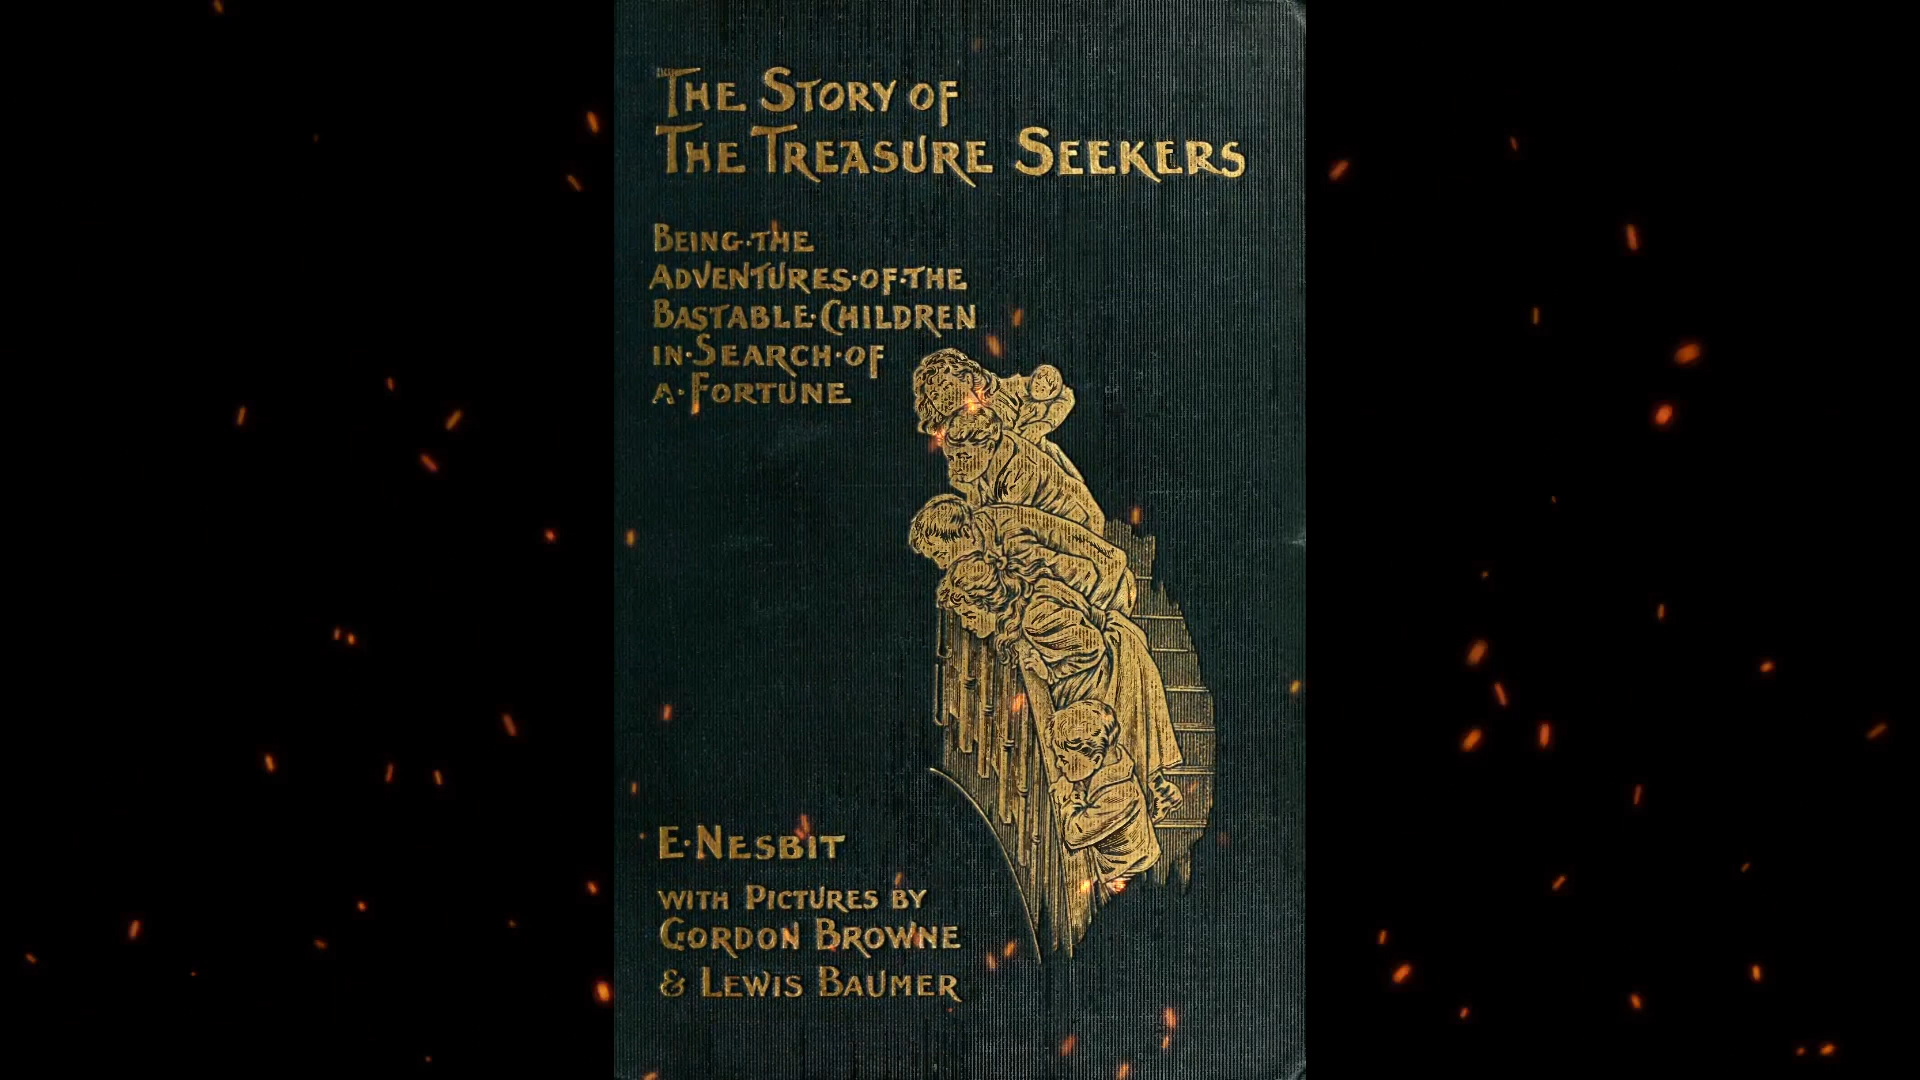 The Story of
The Treasure Seekers
Being·the
Adventures·of·the
Bastable·Children
in·Search·of
a·Fortune
E·Nesbit
with Pictures by
Gordon Browne
& Lewis Baumer